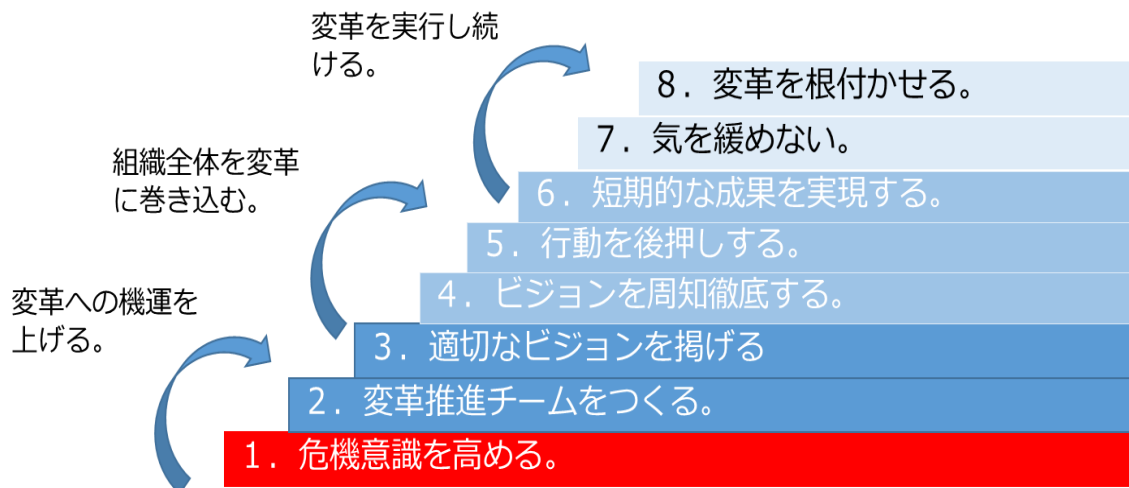 変革を実行し続
ける。
８．変革を根付かせる。
７．気を緩めない。
組織全体を変革
に巻き込む。
６．短期的な成果を実現する。
５．行動を後押しする。
４．ビジョンを周知徹底する。
変革への機運を
上げる。
３．適切なビジョンを掲げる
２．変革推進チームをつくる。
１．危機意識を高める。